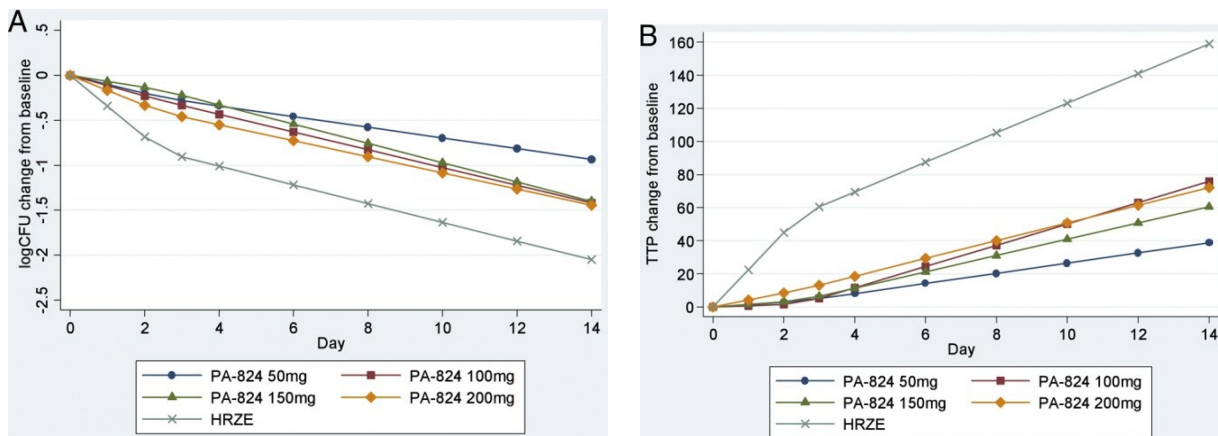 A
logCFU change from baseline
.5
0
-.5
-1
-1.5
-2
-2.5
0 2 4 6 8 10 12 14
Day
PA-824 50mg PA-824 100mg
PA-824 150mg PA-824 200mg
HRZE
B
TTP change from baseline
160
140
120
100
80
60
40
20
0
0 2 4 6 8 10 12 14
Day
PA-824 50mg PA-824 100mg
PA-824 150mg PA-824 200mg
HRZE